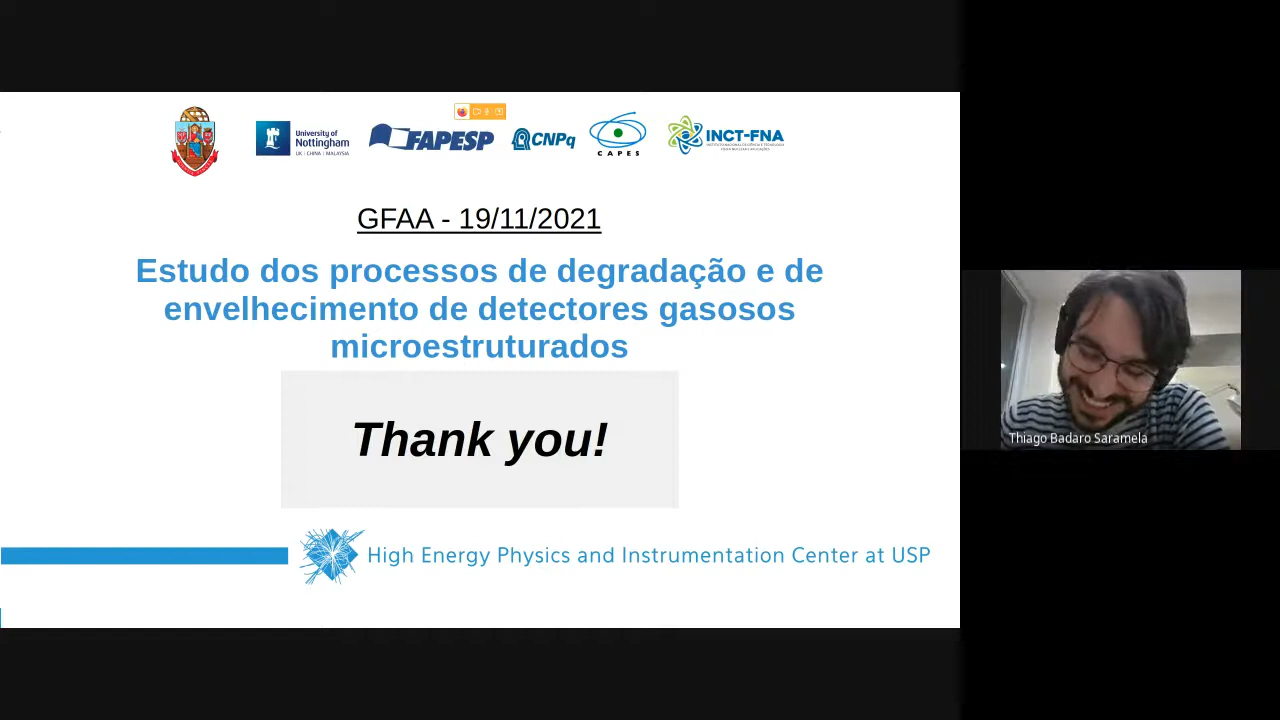 University of
Nottingham
UK | CHINA | MALAYSIA
FAPESP
CNPq
CAPES
INCT-FNA
GFAA - 19/11/2021
Estudo dos processos de degradação e de
envelhecimento de detectores gasosos
microestruturados
Thank you!
High Energy Physics and Instrumentation Center at USP
Thiago Badaro Saramela